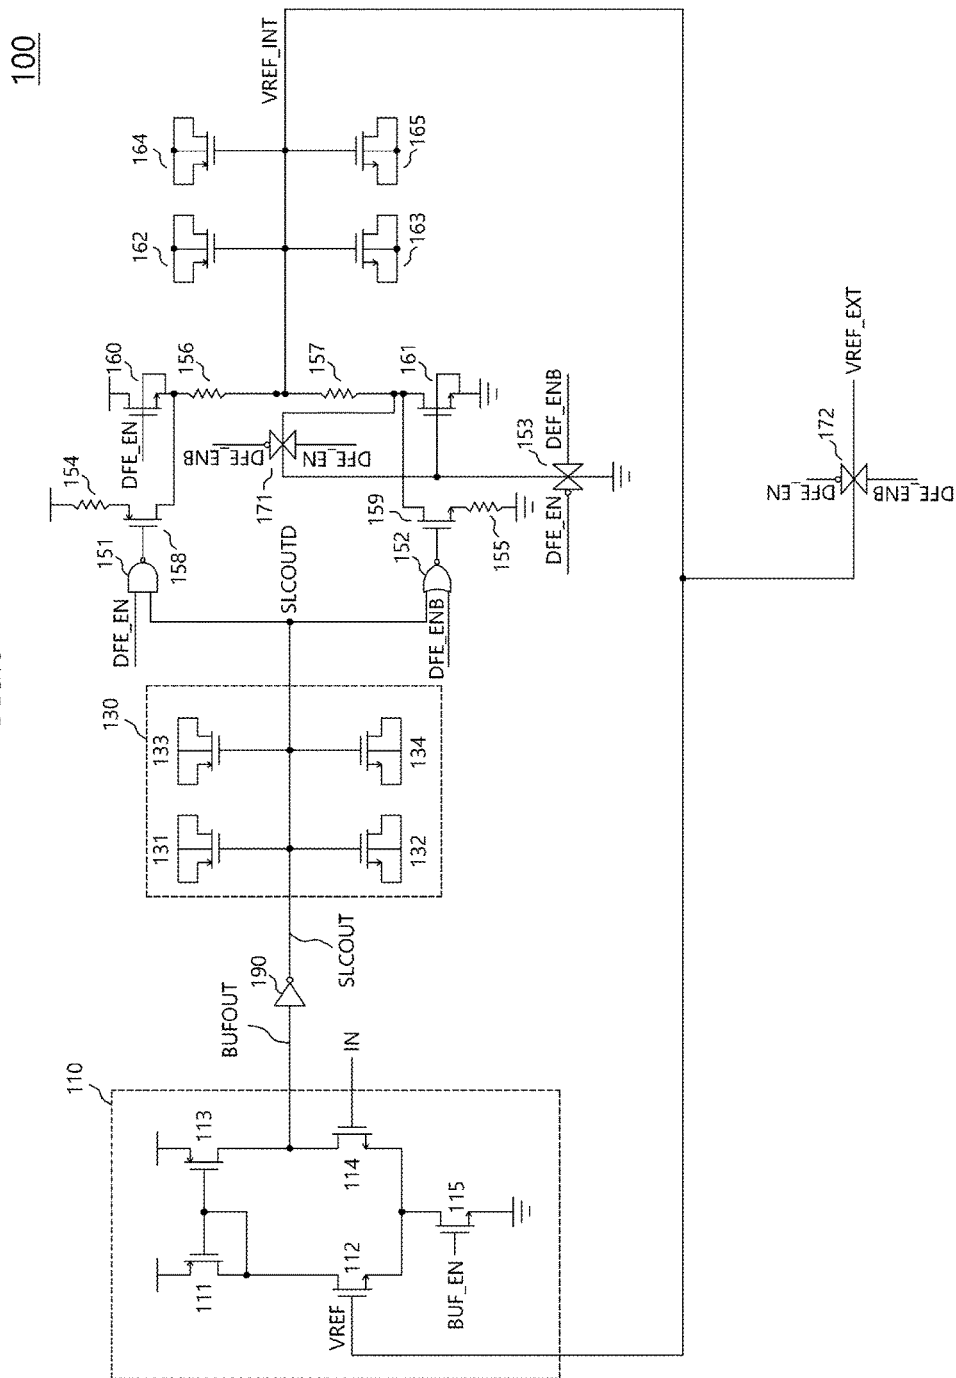 100
110
111
113
112
114
115
VREF
BUF_EN
IN
BUFOUT
190
SLCOUT
130
131
133
132
134
SLCOUTD
DFE_EN
151
158
154
DFE_ENB
152
159
155
DFE_EN
160
156
157
161
DFE_ENB
DFE_EN
171
DFE_EN
DEF_ENB
153
162
164
163
165
VREF_INT
DFE_EN
DFE_ENB
172
VREF_EXT